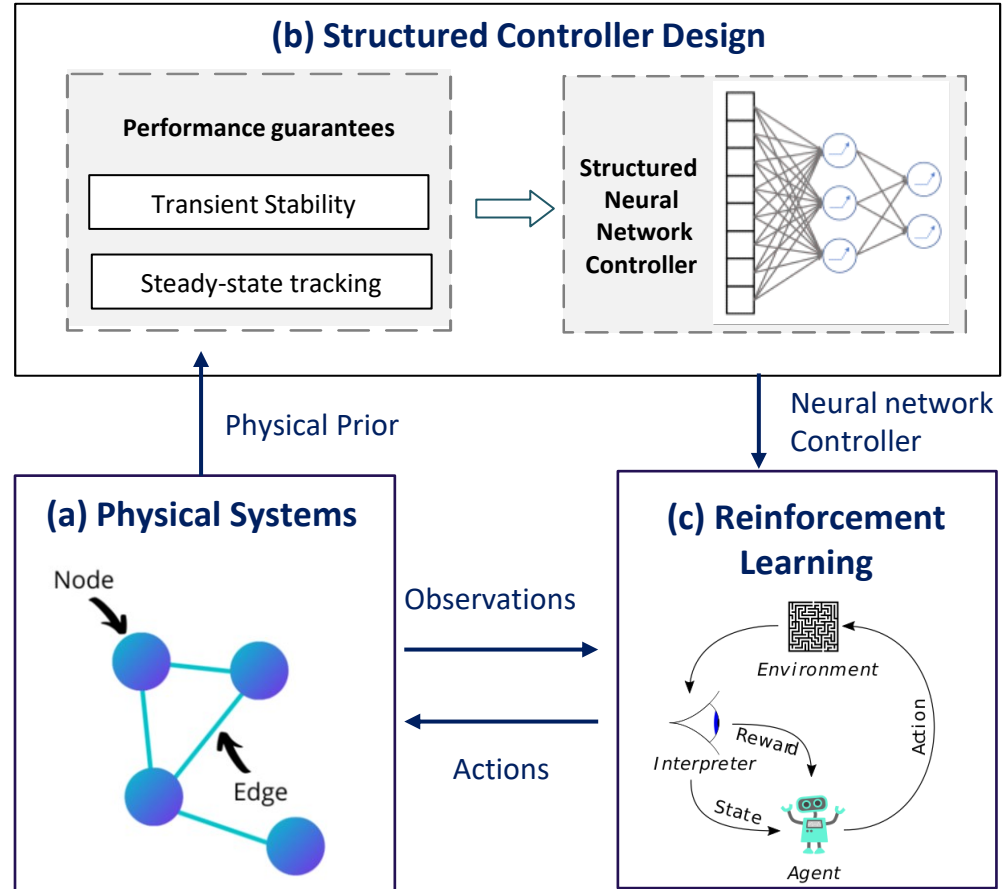 (b) Structured Controller Design
Performance guarantees
Transient Stability
Steady-state tracking
Structured
Neural
Network
Controller
Physical Prior
Neural network
Controller
(a) Physical Systems
Node
Edge
Observations
Actions
(c) Reinforcement
Learning
Environment
Reward
Interpreter
Action
State
Agent